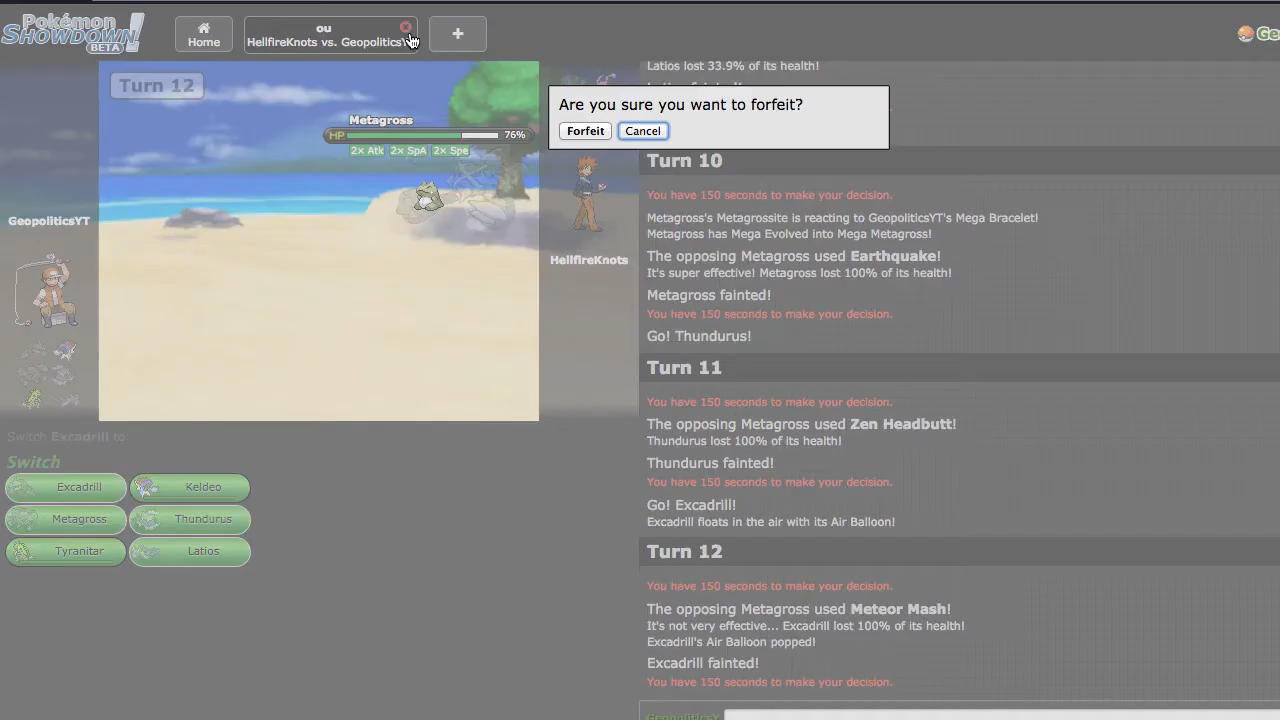 Pokémon
SHOWDOWN!
BETA
Home
ou
HellfireKnots vs. Geopolitics
+
Ge
Turn 12
Metagross
HP 76%
2x Atk 2x SpA 2x Spe
GeopoliticsYT
HellfireKnots
Switch Excadrill to
Switch
Excadrill Keldeo
Metagross Thundurus
Tyranitar Latios
Are you sure you want to forfeit?
Forfeit Cancel
Latios lost 33.9% of its health!
Turn 10
You have 150 seconds to make your decision.
Metagross's Metagrossite is reacting to GeopoliticsYT's Mega Bracelet!
Metagross has Mega Evolved into Mega Metagross!
The opposing Metagross used Earthquake!
It's super effective! Metagross lost 100% of its health!
Metagross fainted!
You have 150 seconds to make your decision.
Go! Thundurus!
Turn 11
You have 150 seconds to make your decision.
The opposing Metagross used Zen Headbutt!
Thundurus lost 100% of its health!
Thundurus fainted!
You have 150 seconds to make your decision.
Go! Excadrill!
Excadrill floats in the air with its Air Balloon!
Turn 12
You have 150 seconds to make your decision.
The opposing Metagross used Meteor Mash!
It's not very effective... Excadrill lost 100% of its health!
Excadrill's Air Balloon popped!
Excadrill fainted!
You have 150 seconds to make your decision.
GeopoliticsY